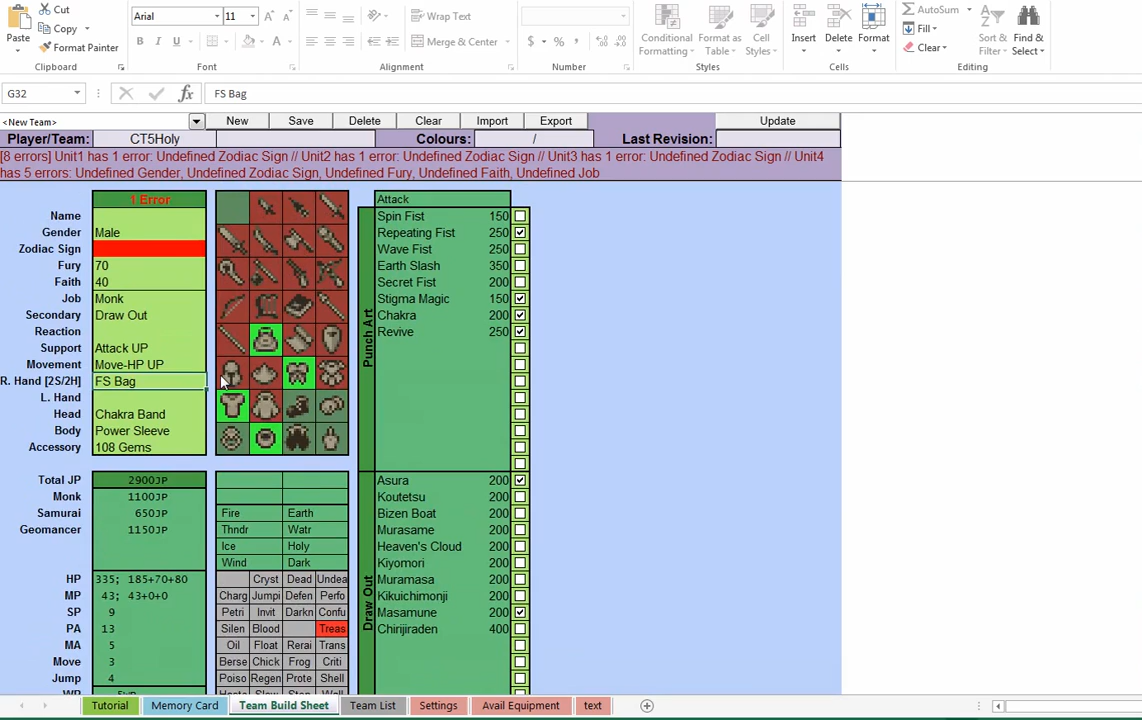 Cut
Copy
Format Painter
Paste
Clipboard
Arial 11
B I U
Font
Wrap Text
Merge & Center
Alignment
$ % ,
Number
Conditional Formatting
Format as Table
Cell Styles
Styles
Insert
Delete
Format
Cells
AutoSum
Fill
Clear
Sort & Filter
Find & Select
Editing
G32 fx FS Bag
<New Team> New Save Delete Clear Import Export Update
Player/Team: CT5Holy Colours: / Last Revision:
[8 errors] Unit1 has 1 error: Undefined Zodiac Sign // Unit2 has 1 error: Undefined Zodiac Sign // Unit3 has 1 error: Undefined Zodiac Sign // Unit4
has 5 errors: Undefined Gender, Undefined Zodiac Sign, Undefined Fury, Undefined Faith, Undefined Job
1 Error
Name
Gender Male
Zodiac Sign
Fury 70
Faith 40
Job Monk
Secondary Draw Out
Reaction
Support Attack UP
Movement Move-HP UP
R. Hand [2S/2H] FS Bag
L. Hand
Head Chakra Band
Body Power Sleeve
Accessory 108 Gems
Total JP 2900JP
Monk 1100JP
Samurai 650JP
Geomancer 1150JP
HP 335; 185+70+80
MP 43; 43+0+0
SP 9
PA 13
MA 5
Move 3
Jump 4
Fire Earth
Thndr Watr
Ice Holy
Wind Dark
Cryst Dead Undea
Charg Jumpi Defen Perfo
Petri Invit Darkn Confu
Silen Blood Treas
Oil Float Rerai Trans
Berse Chick Frog Criti
Poiso Regen Prote Shell
Attack
Punch Art
Spin Fist 150
Repeating Fist 250
Wave Fist 250
Earth Slash 350
Secret Fist 200
Stigma Magic 150
Chakra 200
Revive 250
Draw Out
Asura 200
Koutetsu 200
Bizen Boat 200
Murasame 200
Heaven's Cloud 200
Kiyomori 200
Muramasa 200
Kikuichimonji 200
Masamune 200
Chirijiraden 400
Tutorial Memory Card Team Build Sheet Team List Settings Avail Equipment text